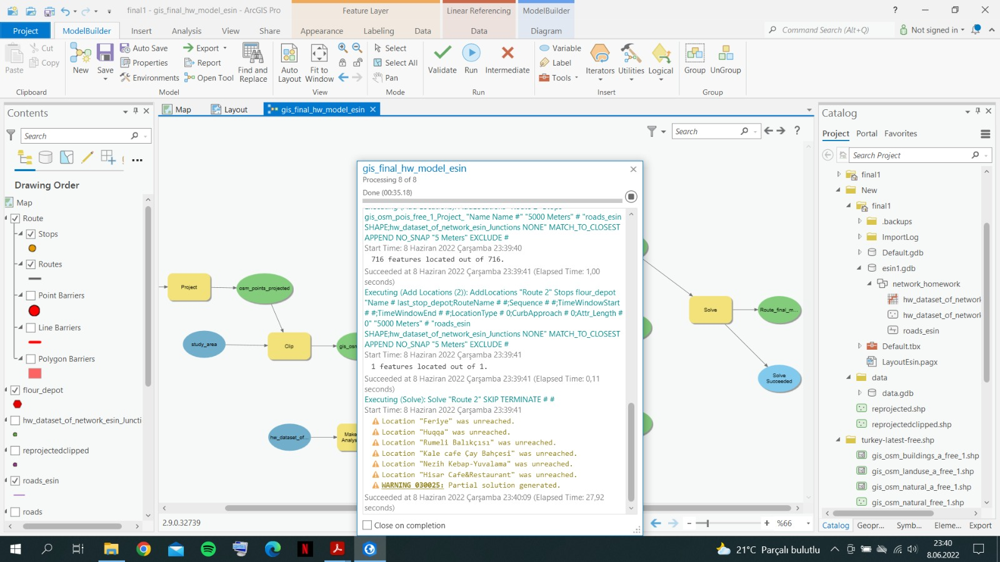 final1 - gis_final_hw_model_esin - ArcGIS Pro
Feature Layer
Linear Referencing
ModelBuilder
?
Project
ModelBuilder
Insert
Analysis
View
Share
Appearance
Labeling
Data
Data
Diagram
Command Search (Alt+Q)
Not signed in
Paste
Cut
Copy
Clipboard
New
Save
Auto Save
Properties
Environments
Export
Report
Open Tool
Find and
Replace
Model
Auto
Layout
Fit to
Window
View
Select
Select All
Pan
Mode
Validate
Run
Intermediate
Run
Variable
Label
Tools
Iterators
Utilities
Logical
Insert
Group
UnGroup
Group
Contents
Search
Drawing Order
Map
Route
Stops
Routes
Point Barriers
Line Barriers
Polygon Barriers
flour_depot
hw_dataset_of_network_esin_Juncti
reprojectedclipped
roads_esin
roads
Map
Layout
gis_final_hw_model_esin
Search
?
Project
osm_points_projected
study_area
Clip
gis_osn
hw_dataset_of...
Make
Analys
Solve
Route_final_m...
Solve
Succeeded
2.9.0.32739
%66
gis_final_hw_model_esin
Processing 8 of 8
Done (00:35.18)
Executing (Add Locations): AddLocations "Route 2" Stops
gis_osm_pois_free_1_Project_ "Name Name #" "5000 Meters" # "roads_esin
SHAPE;hw_dataset_of_network_esin_Junctions NONE" MATCH_TO_CLOSEST
APPEND NO_SNAP "5 Meters" EXCLUDE #
Start Time: 8 Haziran 2022 Çarşamba 23:39:40
716 features located out of 716.
Succeeded at 8 Haziran 2022 Çarşamba 23:39:41 (Elapsed Time: 1,00
seconds)
Executing (Add Locations (2)): AddLocations "Route 2" Stops flour_depot
"Name # last_stop_depot;RouteName # #;Sequence # #;TimeWindowStart
# #;TimeWindowEnd # #;LocationType # 0;CurbApproach # 0;Attr_Length #
0" "5000 Meters" # "roads_esin
SHAPE;hw_dataset_of_network_esin_Junctions NONE" MATCH_TO_CLOSEST
APPEND NO_SNAP "5 Meters" EXCLUDE #
Start Time: 8 Haziran 2022 Çarşamba 23:39:41
1 features located out of 1.
Succeeded at 8 Haziran 2022 Çarşamba 23:39:41 (Elapsed Time: 0,11
seconds)
Executing (Solve): Solve "Route 2" SKIP TERMINATE # #
Start Time: 8 Haziran 2022 Çarşamba 23:39:41
Location "Feriye" was unreached.
Location "Huqqa" was unreached.
Location "Rumeli Balıkçısı" was unreached.
Location "Kale cafe Çay Bahçesi" was unreached.
Location "Nezih Kebap-Yuvalama" was unreached.
Location "Hisar Cafe&Restaurant" was unreached.
WARNING 030025: Partial solution generated.
Succeeded at 8 Haziran 2022 Çarşamba 23:40:09 (Elapsed Time: 27,92
seconds)
Close on completion
Catalog
Project
Portal
Favorites
Search Project
final1
New
final1
.backups
ImportLog
Default.gdb
esin1.gdb
network_homework
hw_dataset_of_network
hw_dataset_of_network
roads_esin
Default.tbx
LayoutEsin.pagx
data
data.gdb
reprojected.shp
reprojectedclipped.shp
turkey-latest-free.shp
gis_osm_buildings_a_free_1.shp
gis_osm_landuse_a_free_1.shp
gis_osm_natural_a_free_1.shp
gis_osm_natural_free_1.shp
Catalog
Geopr...
Symb...
Eleme...
Export
21°C Parçalı bulutlu
23:40
8.06.2022